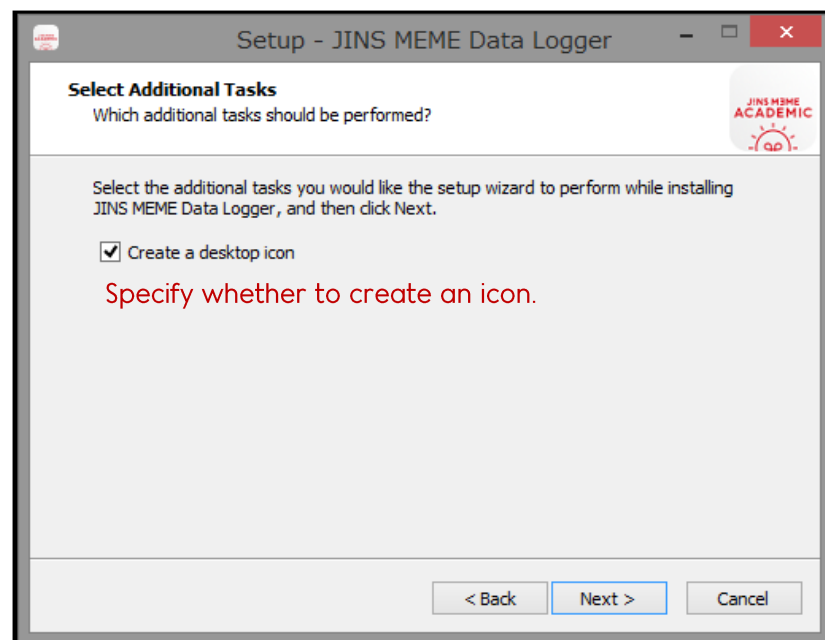 Setup - JINS MEME Data Logger
Select Additional Tasks
Which additional tasks should be performed?
JINS MEME
ACADEMIC
Select the additional tasks you would like the setup wizard to perform while installing
JINS MEME Data Logger, and then click Next.
Create a desktop icon
Specify whether to create an icon.
< Back
Next >
Cancel